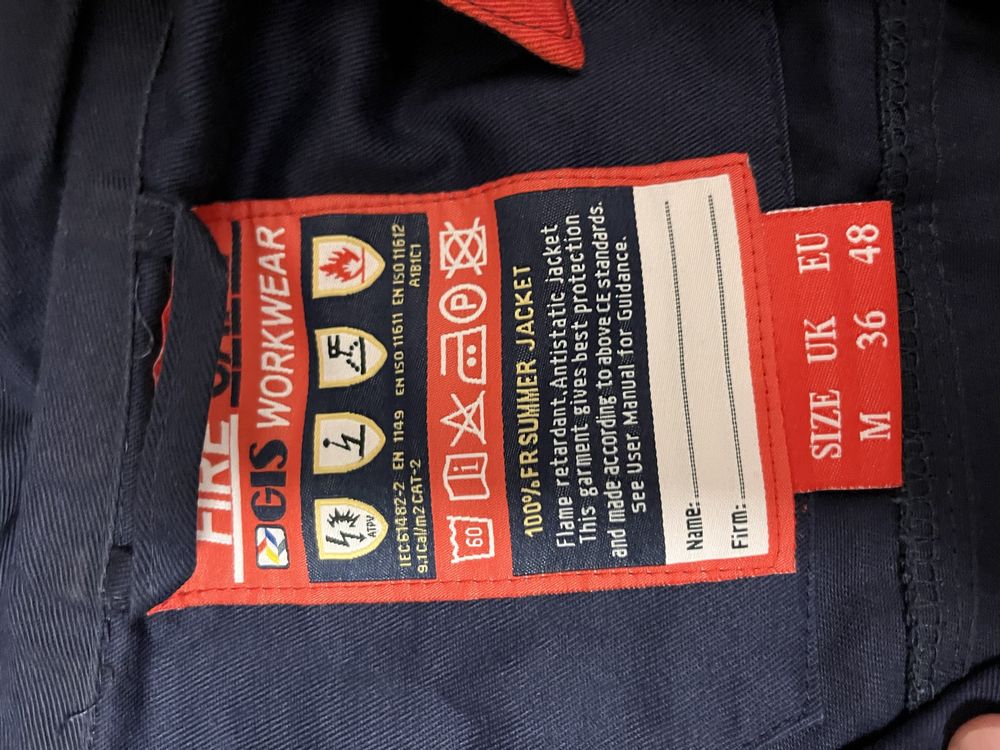 FIRE
GIS WORKWEAR
ATPV
IEC61482-2 EN 1149 EN ISO 11611 EN ISO 11612
9.1Cal/m2 CAT-2 A1B1C1
60 i P
100% FR SUMMER JACKET
Flame retardant,Antistatic Jacket
This garment gives best protection
and made according to above CE standards.
see User Manual for Guidance.
Name:
Firm:
SIZE UK EU
M 36 48